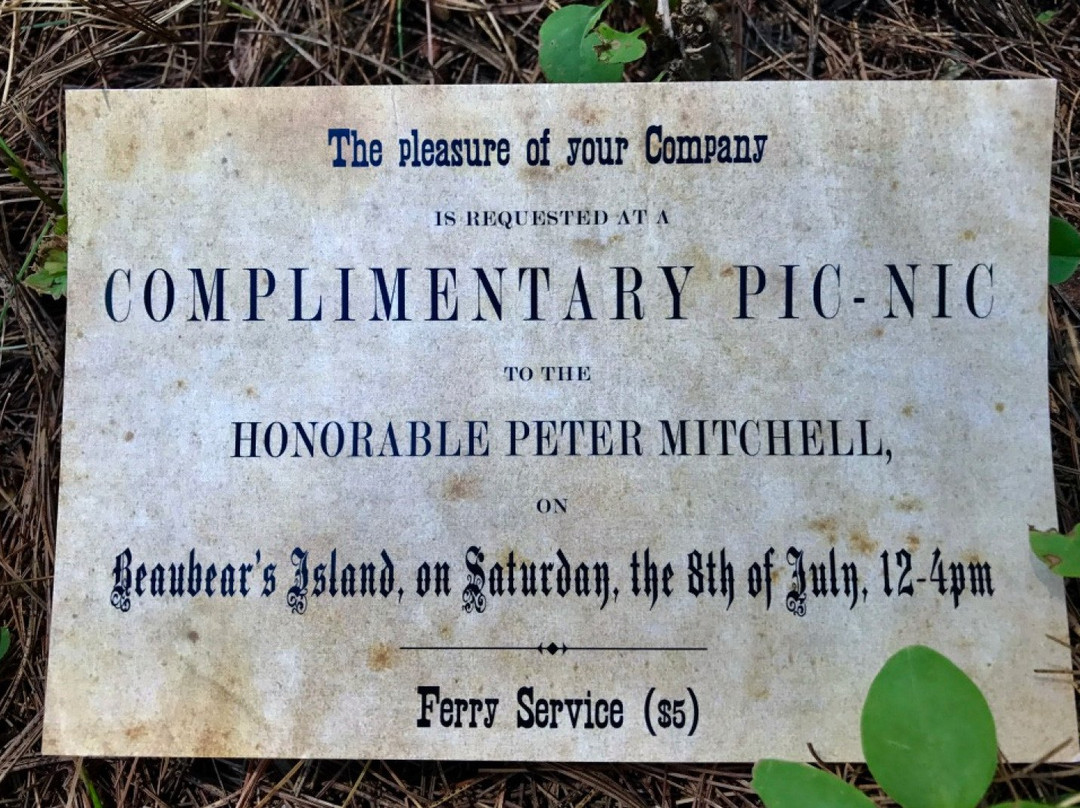 The pleasure of your Company
IS REQUESTED AT A
COMPLIMENTARY PIC-NIC
TO THE
HONORABLE PETER MITCHELL,
ON
Beaubear's Island, on Saturday, the 8th of July, 12-4pm
Ferry Service ($5)